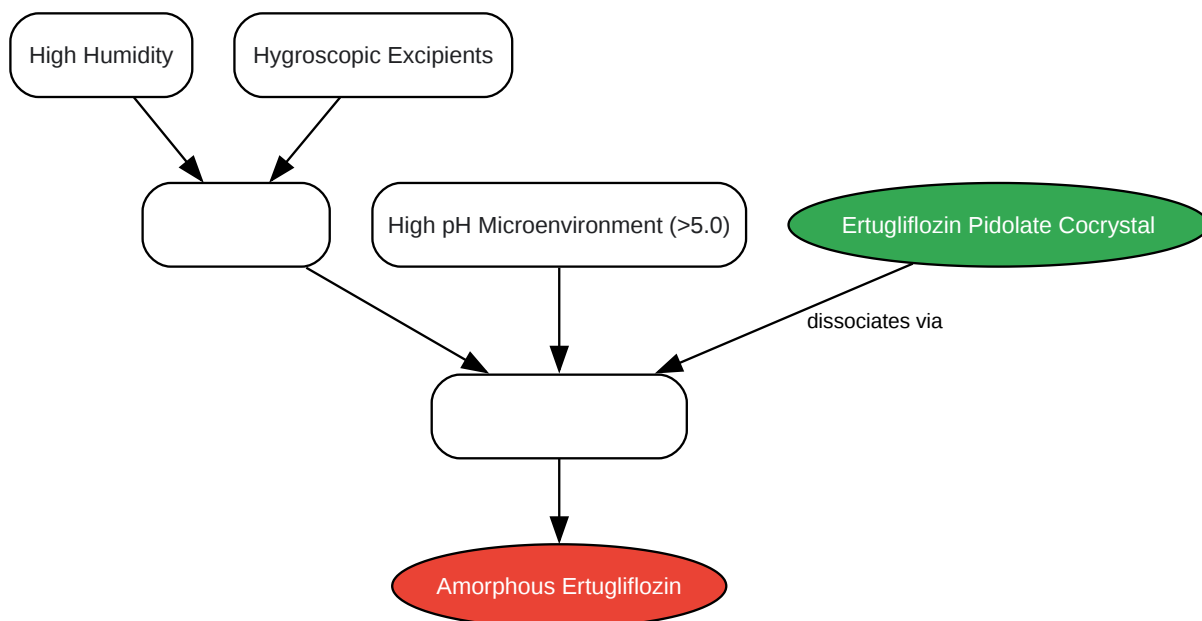 High Humidity
Hygroscopic Excipients
High pH Microenvironment (>5.0)
Ertugliflozin Pidolate Cocrystal
dissociates via
Amorphous Ertugliflozin